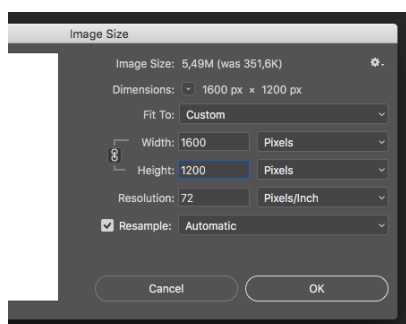 Image Size
Image Size: 5,49M (was 351,6K)
Dimensions: 1600 px × 1200 px
Fit To: Custom
Width: 1600 Pixels
Height: 1200 Pixels
Resolution: 72 Pixels/Inch
Resample: Automatic
Cancel OK